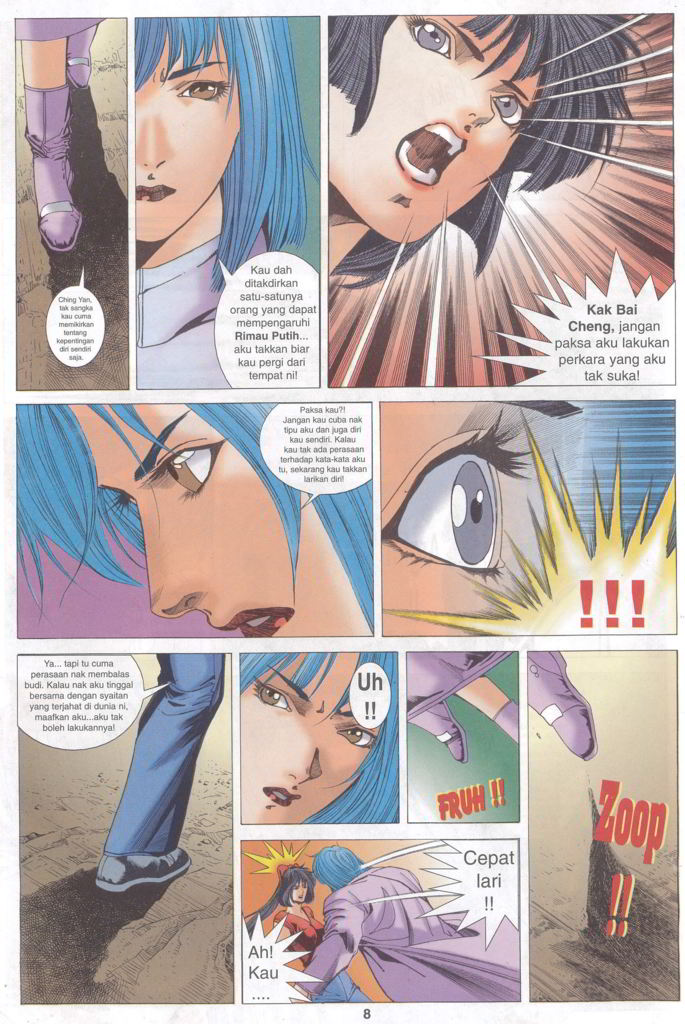 Ching Yan,
tak sangka
kau cuma
memikirkan
tentang
kepentingan
diri sendiri
saja.
Kau dah
ditakdirkan
satu-satunya
orang yang dapat
mempengaruhi
Rimau Putih...
aku takkan biar
kau pergi dari
tempat ni!
Kak Bai
Cheng, jangan
paksa aku lakukan
perkara yang aku
tak suka!
Paksa kau?!
Jangan kau cuba nak
tipu aku dan juga diri
kau sendiri. Kalau
kau tak ada perasaan
terhadap kata-kata aku
tu, sekarang kau takkan
larikan diri!
!!!
Ya... tapi tu cuma
perasaan nak membalas
budi. Kalau nak aku tinggal
bersama dengan syaitan
yang terjahat di dunia ni,
maafkan aku...aku tak
boleh lakukannya!
Uh
!!
FRUH !!
Zoop
!!
Cepat
lari
!!
Ah!
Kau
....
8